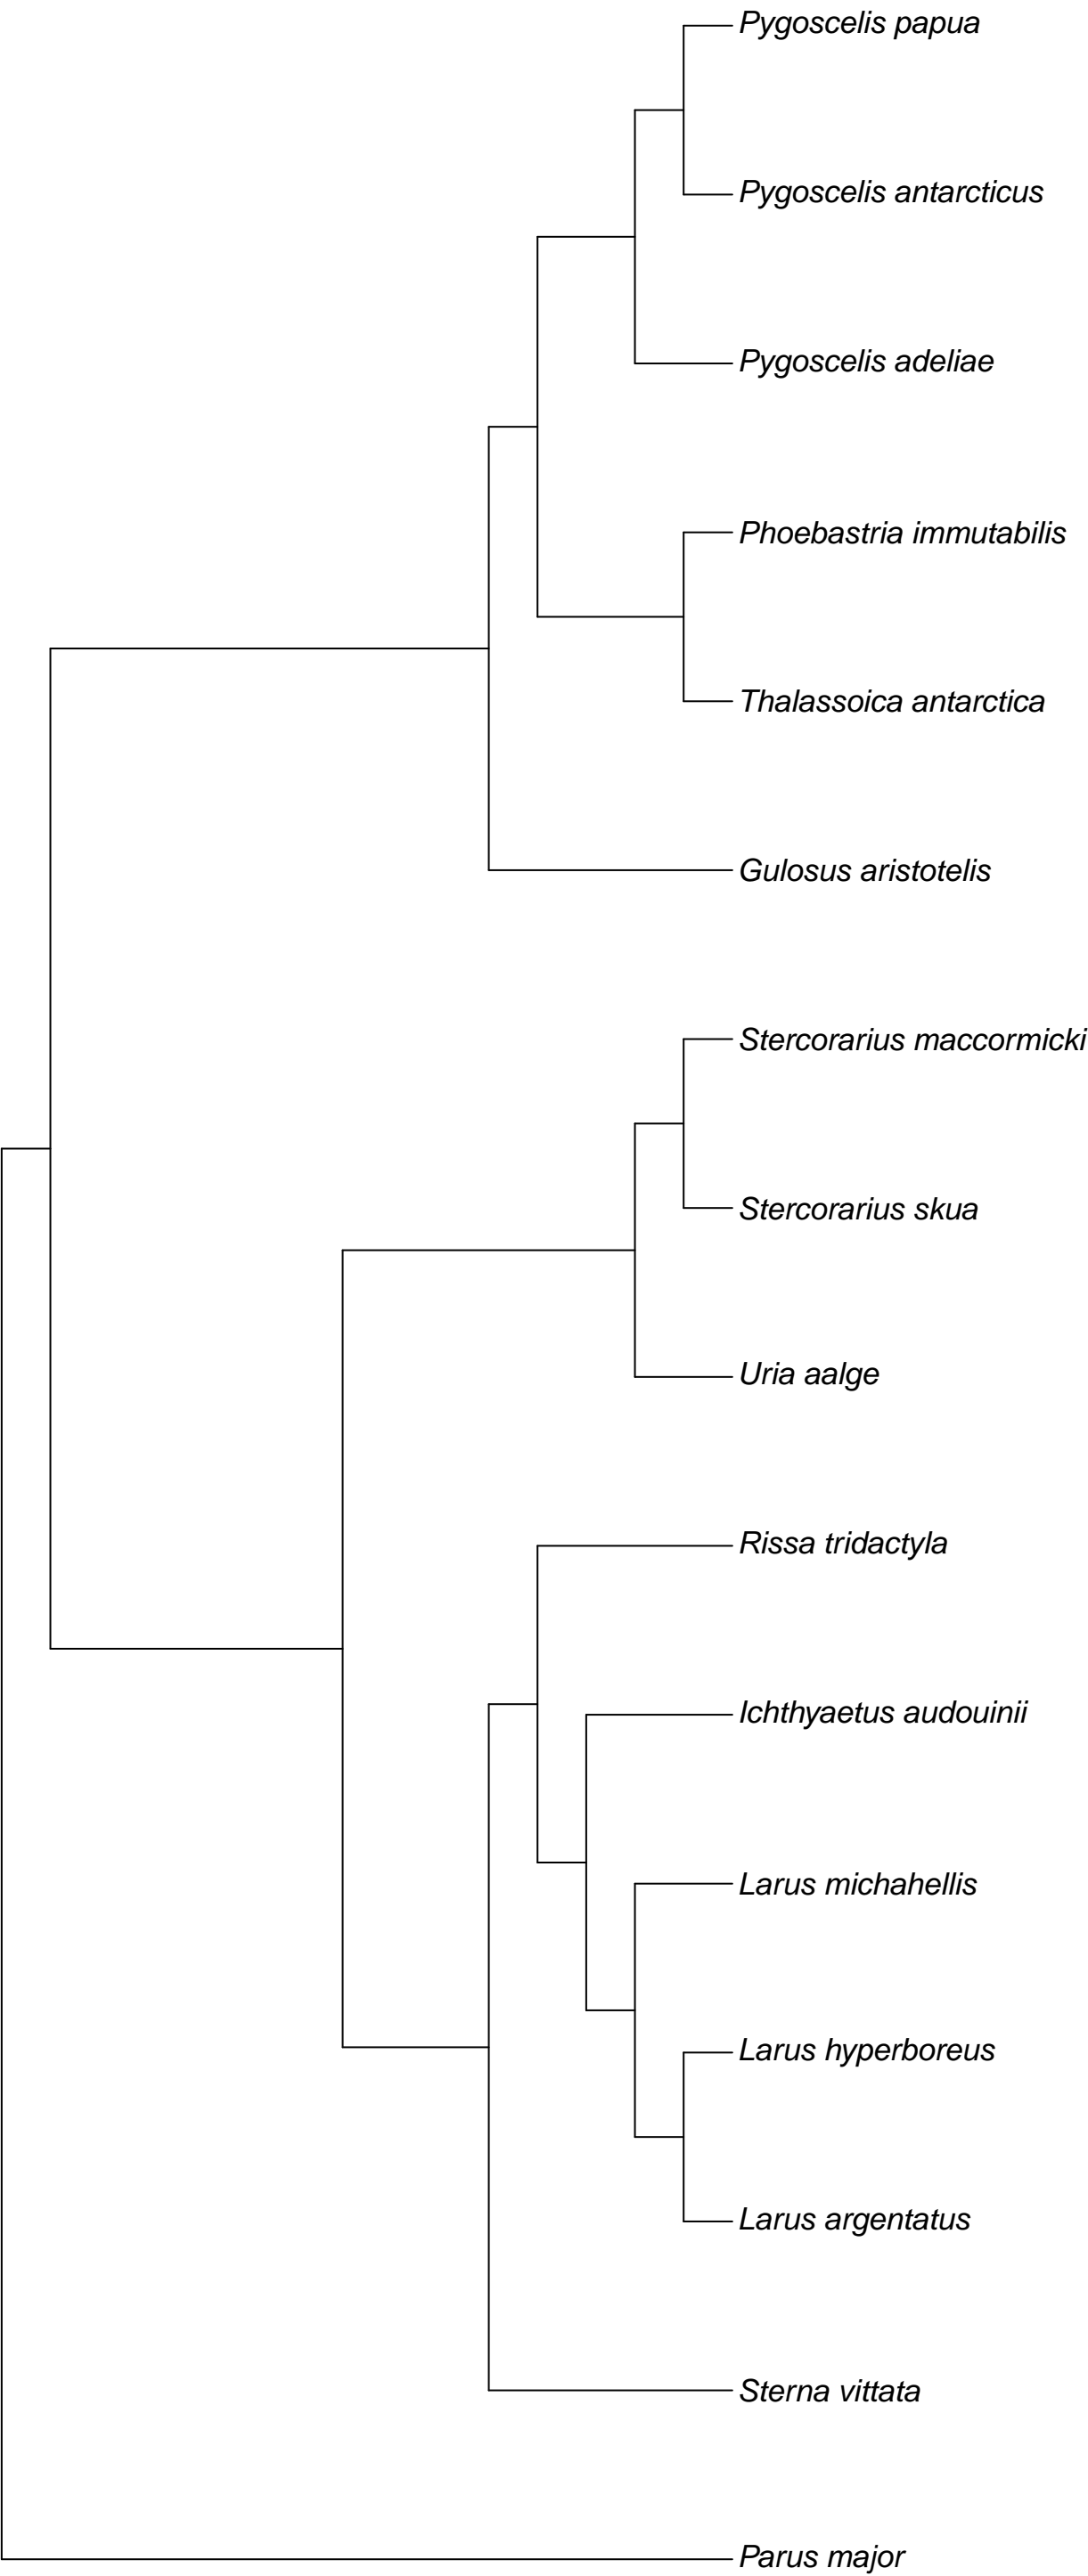 Pygoscelis papua
Pygoscelis antarcticus
Pygoscelis adeliae
Phoebastria immutabilis
Thalassoica antarctica
Gulosus aristotelis
Stercorarius maccormicki
Stercorarius skua
Uria aalge
Rissa tridactyla
Ichthyaetus audouinii
Larus michahellis
Larus hyperboreus
Larus argentatus
Sterna vittata
Parus major